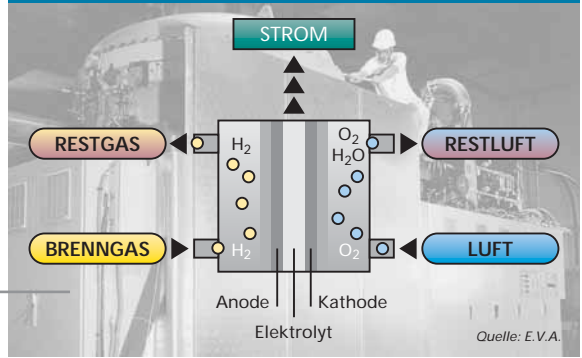 STROM
RESTGAS
H₂
O₂
H₂O
RESTLUFT
BRENNGAS
H₂
O₂
LUFT
Anode
Kathode
Elektrolyt
Quelle: E.V.A.